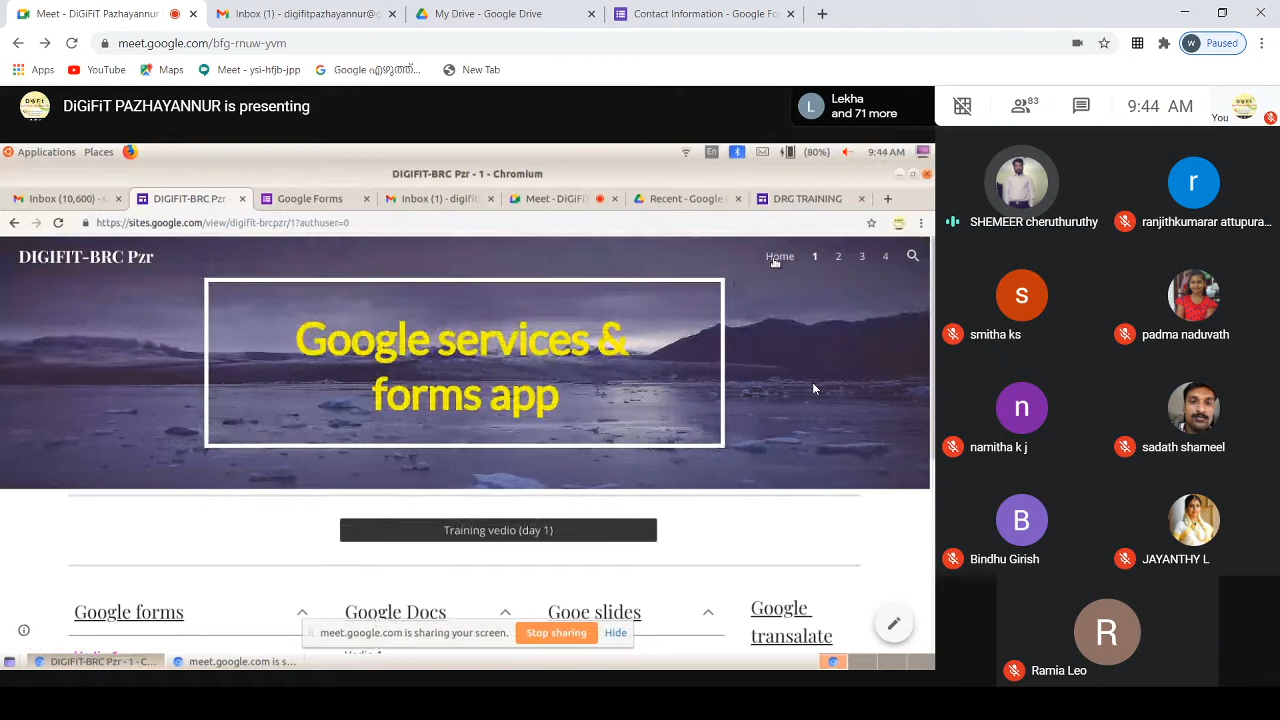 Meet - DiGiFiT Pazhayannur
Inbox (1) - digifitpazhayannur@g
My Drive - Google Drive
Contact Information - Google Fo
meet.google.com/bfg-rnuw-yvm
W Paused
Apps
YouTube
Maps
Meet - ysi-hfjb-jpp
Google എഴുത്ത്...
New Tab
DiGiFiT PAZHAYANNUR is presenting
L
Lekha
and 71 more
83
9:44 AM
You
Applications Places
En
(80%)
9:44 AM
DIGIFIT-BRC Pzr - 1 - Chromium
Inbox (10,600) - s
DIGIFIT-BRC Pzr -
Google Forms
Inbox (1) - digifit
Meet - DiGi
Recent - Google
DRG TRAINING
https://sites.google.com/view/digifit-brcpzr/1?authuser=0
DIGIFIT-BRC Pzr
Home 1 2 3 4
Google services &
forms app
Training vedio (day 1)
Google forms
Google Docs
Gooe slides
Google
transalate
meet.google.com is sharing your screen.
Stop sharing
Hide
DIGIFIT-BRC Pzr - 1 - C...
meet.google.com is s...
SHEMEER cheruthuruthy
r
ranjithkumarar attupura...
s
smitha ks
padma naduvath
n
namitha k j
sadath shameel
B
Bindhu Girish
JAYANTHY L
R
Ramia Leo